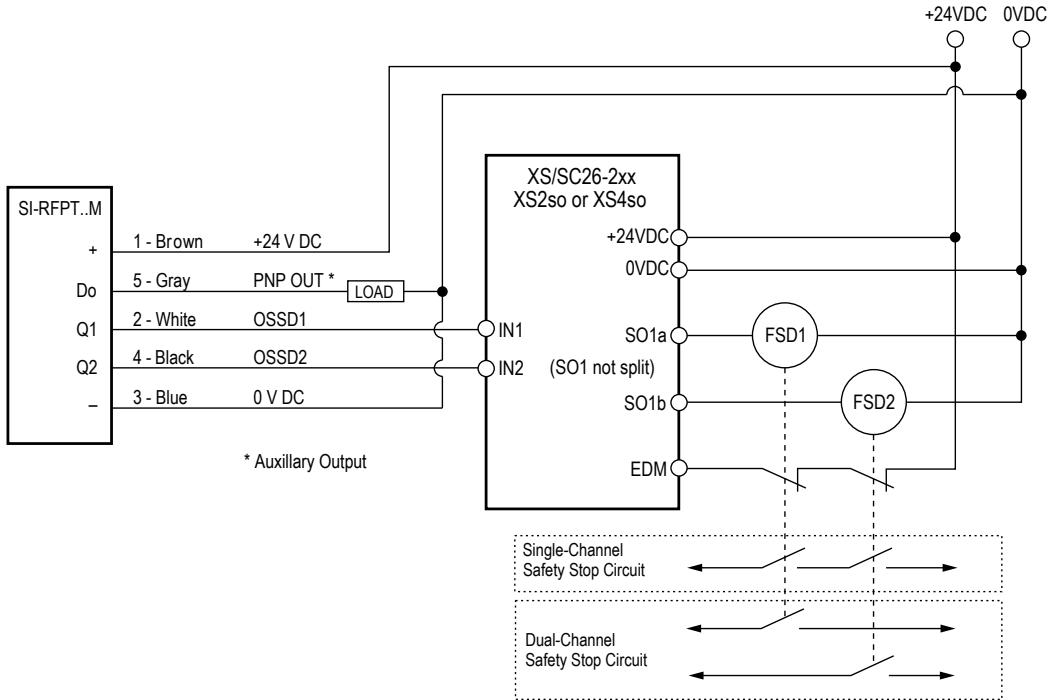 +24VDC 0VDC
SI-RFPT..M
+ 1 - Brown +24 V DC
Do 5 - Gray PNP OUT * LOAD
Q1 2 - White OSSD1
Q2 4 - Black OSSD2
– 3 - Blue 0 V DC
* Auxillary Output
XS/SC26-2xx
XS2so or XS4so
+24VDC
0VDC
IN1 SO1a FSD1
IN2 (SO1 not split)
SO1b FSD2
EDM
Single-Channel
Safety Stop Circuit
Dual-Channel
Safety Stop Circuit